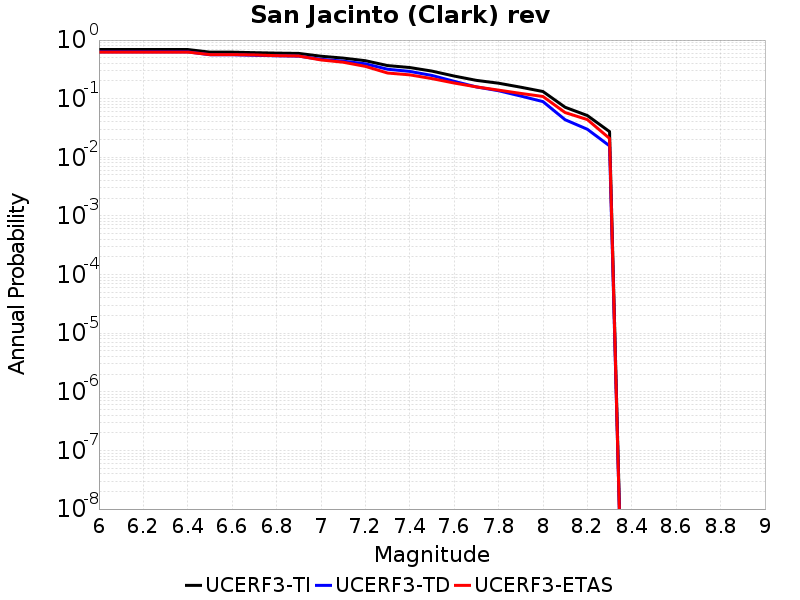 San Jacinto (Clark) rev
Annual Probability
10^0
10^-1
10^-2
10^-3
10^-4
10^-5
10^-6
10^-7
10^-8
6 6.2 6.4 6.6 6.8 7 7.2 7.4 7.6 7.8 8 8.2 8.4 8.6 8.8 9
Magnitude
UCERF3-TI UCERF3-TD UCERF3-ETAS